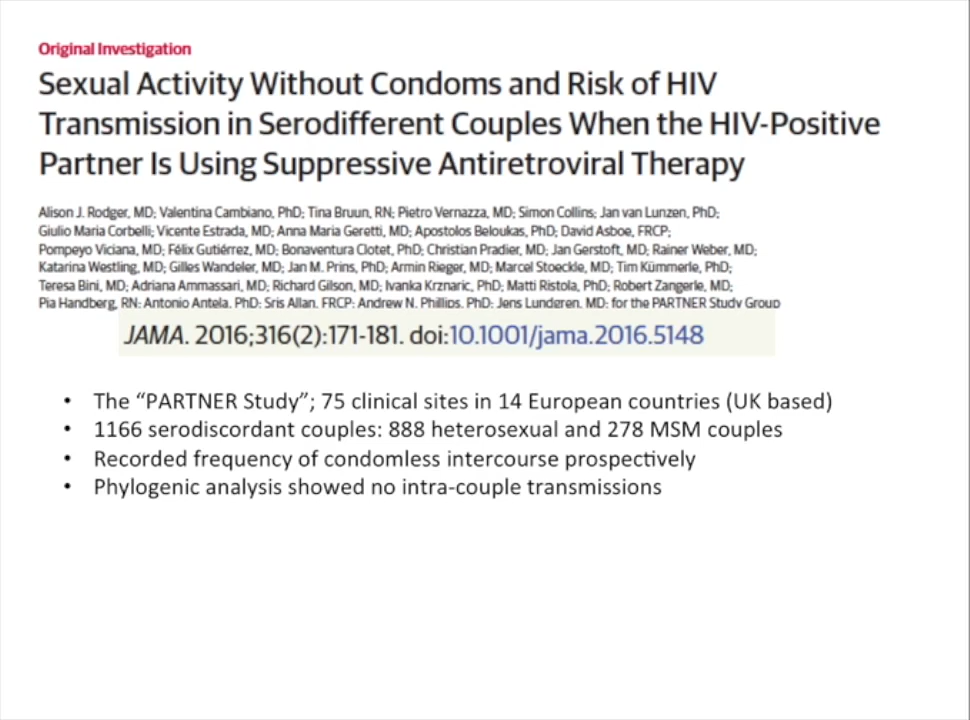 Original Investigation
Sexual Activity Without Condoms and Risk of HIV
Transmission in Serodifferent Couples When the HIV-Positive
Partner Is Using Suppressive Antiretroviral Therapy
Alison J. Rodger, MD; Valentina Cambiano, PhD; Tina Bruun, RN; Pietro Vernazza, MD; Simon Collins; Jan van Lunzen, PhD;
Giulio Maria Corbelli; Vicente Estrada, MD; Anna Maria Geretti, MD; Apostolos Beloukas, PhD; David Asboe, FRCP;
Pompeyo Viciana, MD; Félix Gutiérrez, MD; Bonaventura Clotet, PhD; Christian Pradier, MD; Jan Gerstoft, MD; Rainer Weber, MD;
Katarina Westling, MD; Gilles Wandeler, MD; Jan M. Prins, PhD; Armin Rieger, MD; Marcel Stoeckle, MD; Tim Kümmerle, PhD;
Teresa Bini, MD; Adriana Ammassari, MD; Richard Gilson, MD; Ivanka Krznaric, PhD; Matti Ristola, PhD; Robert Zangerle, MD;
Pia Handberg, RN; Antonio Antela, PhD; Sris Allan, FRCP; Andrew N. Phillips, PhD; Jens Lundgren, MD; for the PARTNER Study Group
JAMA. 2016;316(2):171-181. doi:10.1001/jama.2016.5148
• The “PARTNER Study”; 75 clinical sites in 14 European countries (UK based)
• 1166 serodiscordant couples: 888 heterosexual and 278 MSM couples
• Recorded frequency of condomless intercourse prospectively
• Phylogenic analysis showed no intra-couple transmissions